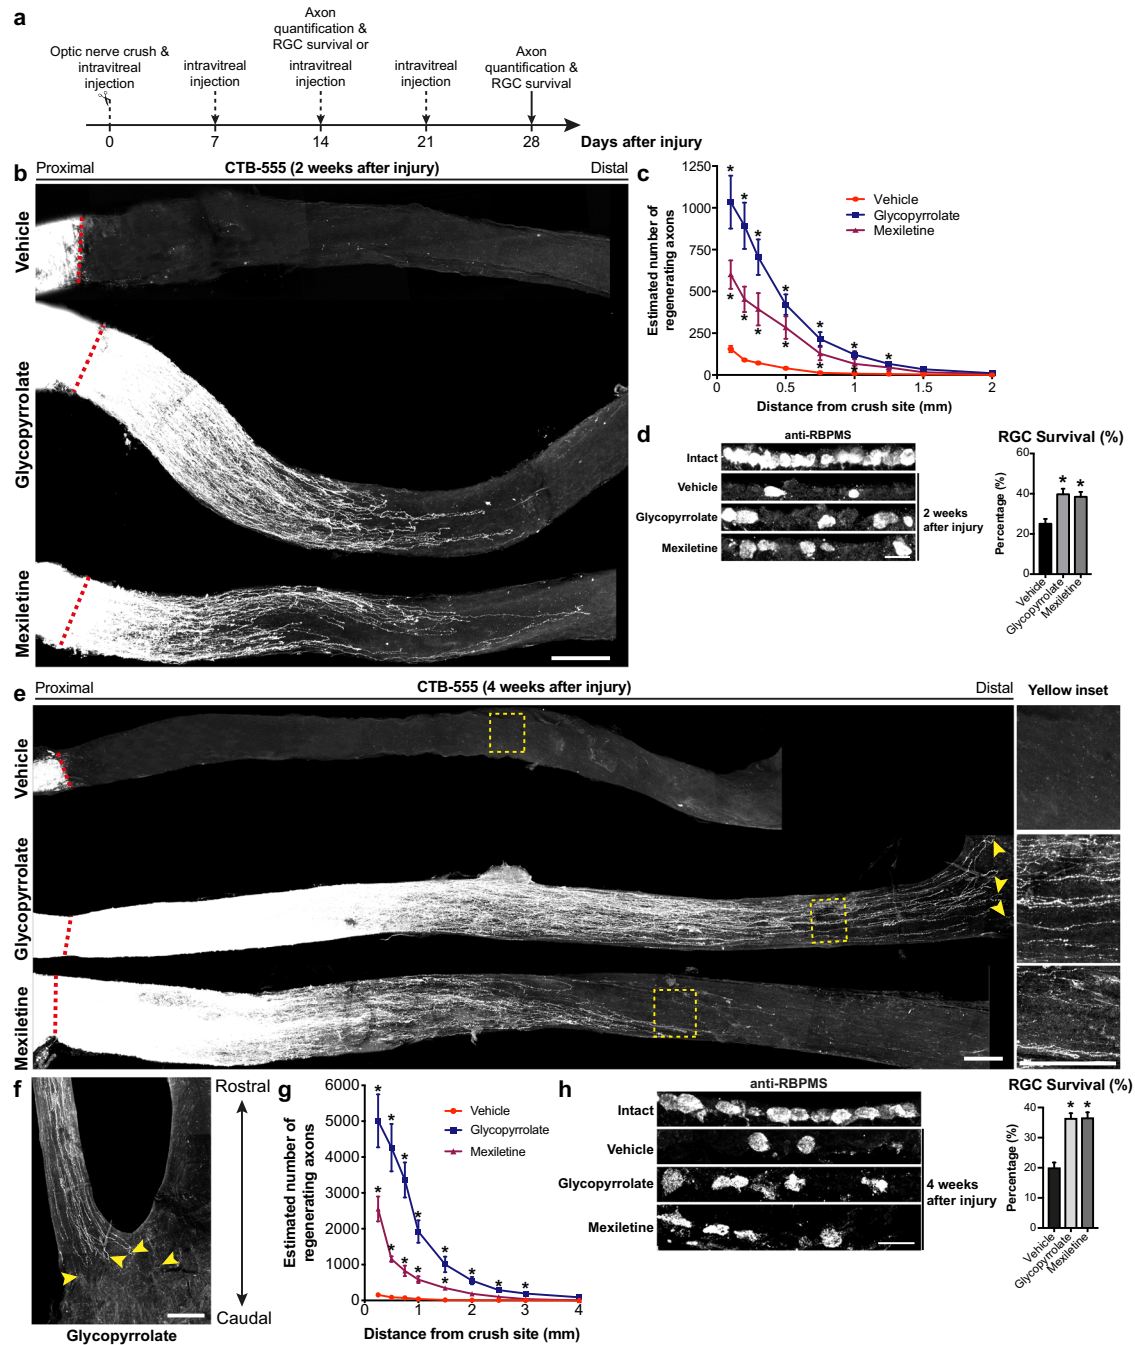 a
Optic nerve crush &
intravitreal
injection
intravitreal
injection
Axon
quantification &
RGC survival or
intravitreal
injection
intravitreal
injection
Axon
quantification &
RGC survival
0 7 14 21 28 Days after injury
b
Proximal CTB-555 (2 weeks after injury) Distal
Vehicle
Glycopyrrolate
Mexiletine
c
Estimated number of
regenerating axons
1250
1000
750
500
250
0
Vehicle
Glycopyrrolate
Mexiletine
* * * * * * *
* * * * * *
0 0.5 1 1.5 2
Distance from crush site (mm)
d
anti-RBPMS
Intact
Vehicle
Glycopyrrolate
Mexiletine
2 weeks
after injury
RGC Survival (%)
Percentage (%)
60
40
20
0
* *
Vehicle
Glycopyrrolate
Mexiletine
e
Proximal CTB-555 (4 weeks after injury) Distal Yellow inset
Vehicle
Glycopyrrolate
Mexiletine
f
Rostral
Caudal
Glycopyrrolate
g
Estimated number of
regenerating axons
6000
5000
4000
3000
2000
1000
0
Vehicle
Glycopyrrolate
Mexiletine
* * * * * * * *
* * * * *
0 1 2 3 4
Distance from crush site (mm)
h
anti-RBPMS
Intact
Vehicle
Glycopyrrolate
Mexiletine
4 weeks
after injury
RGC Survival (%)
Percentage (%)
40
30
20
10
0
* *
Vehicle
Glycopyrrolate
Mexiletine